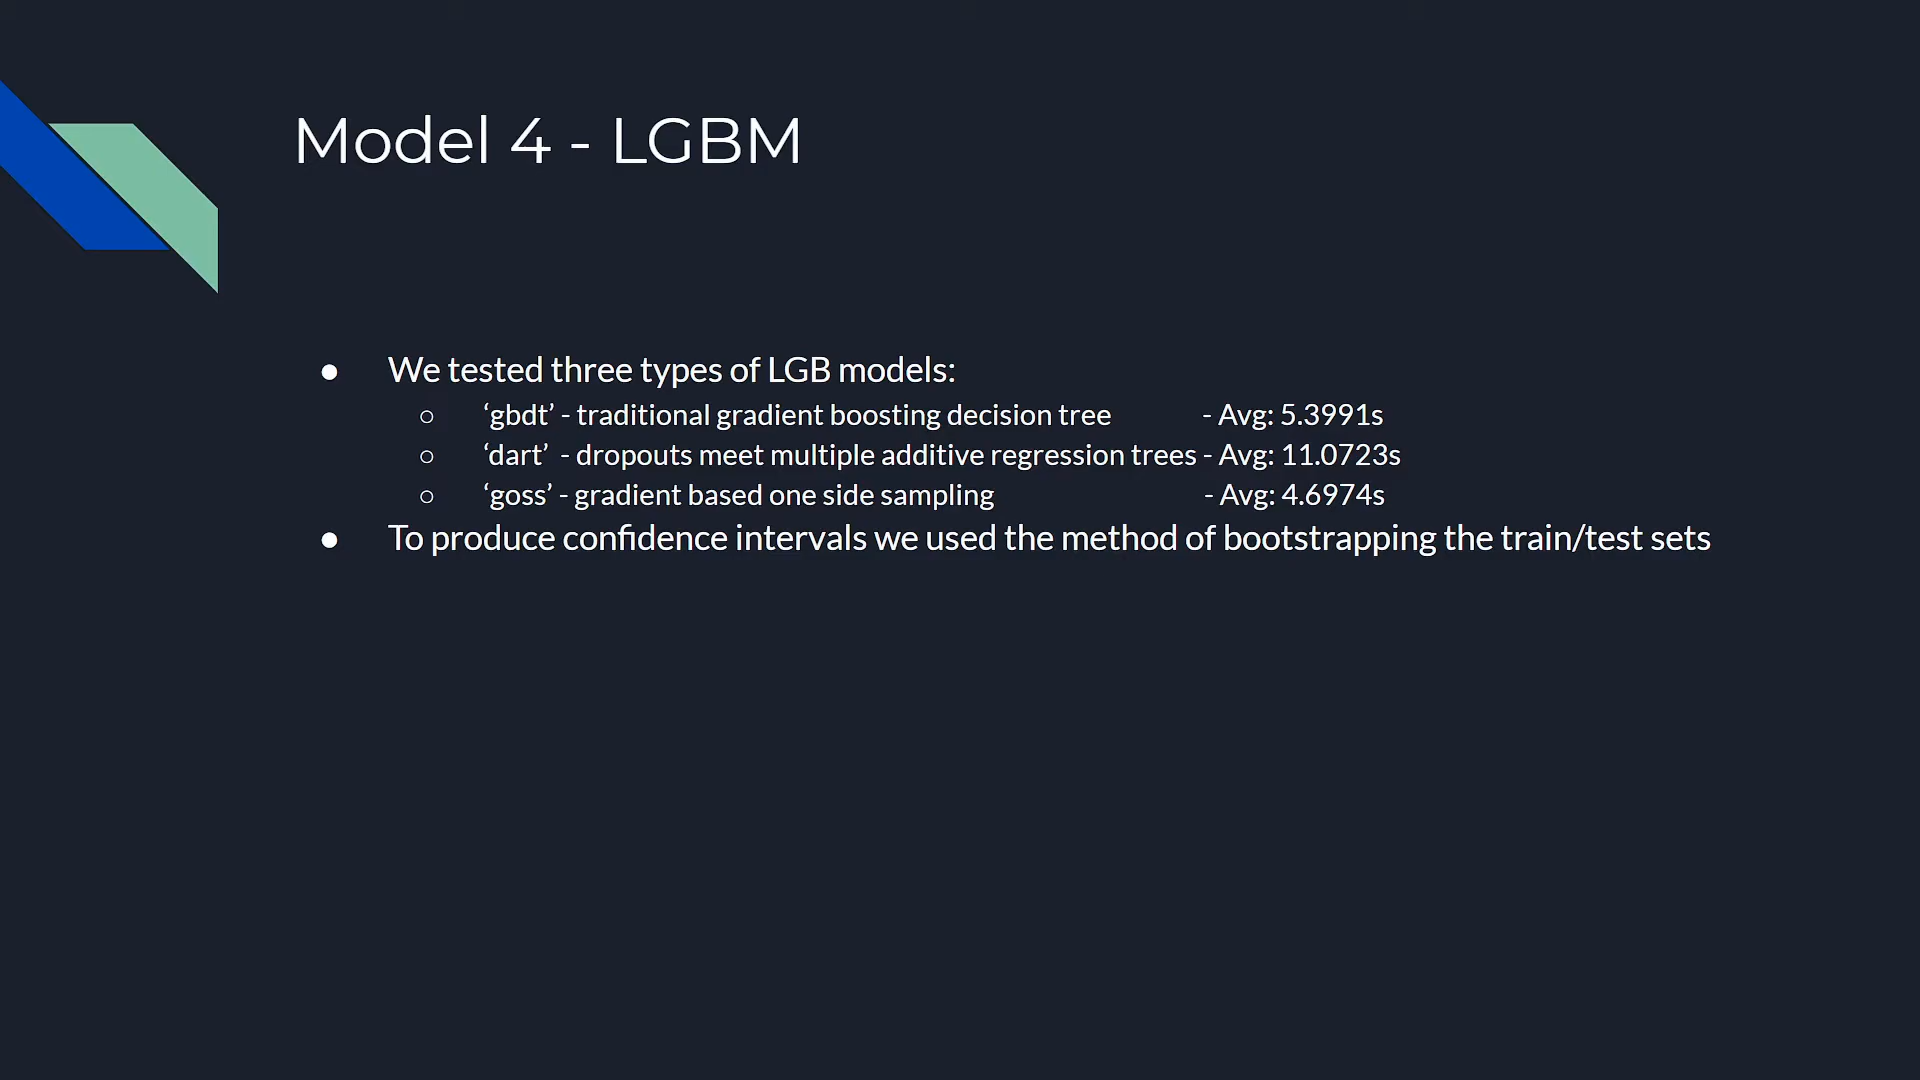 Model 4 - LGBM
● We tested three types of LGB models:
○ ‘gbdt’ - traditional gradient boosting decision tree - Avg: 5.3991s
○ ‘dart’ - dropouts meet multiple additive regression trees - Avg: 11.0723s
○ ‘goss’ - gradient based one side sampling - Avg: 4.6974s
● To produce confidence intervals we used the method of bootstrapping the train/test sets